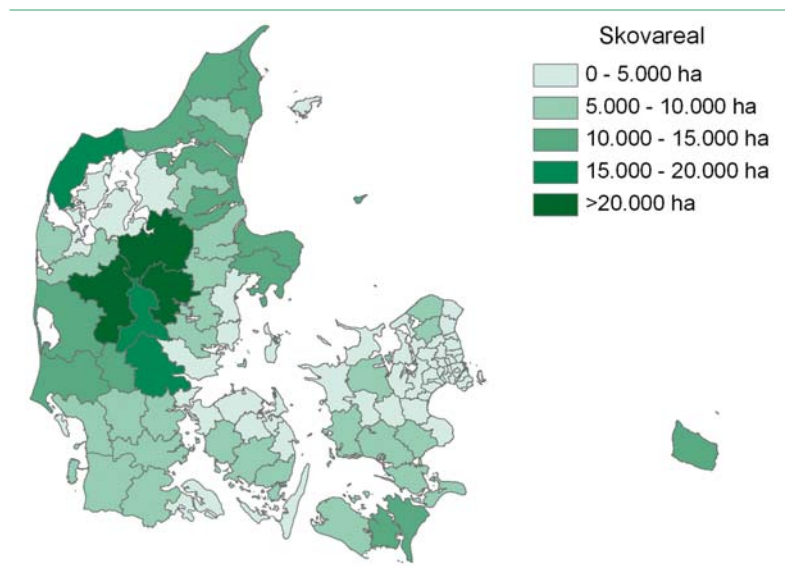 Skovareal
0 - 5.000 ha
5.000 - 10.000 ha
10.000 - 15.000 ha
15.000 - 20.000 ha
>20.000 ha